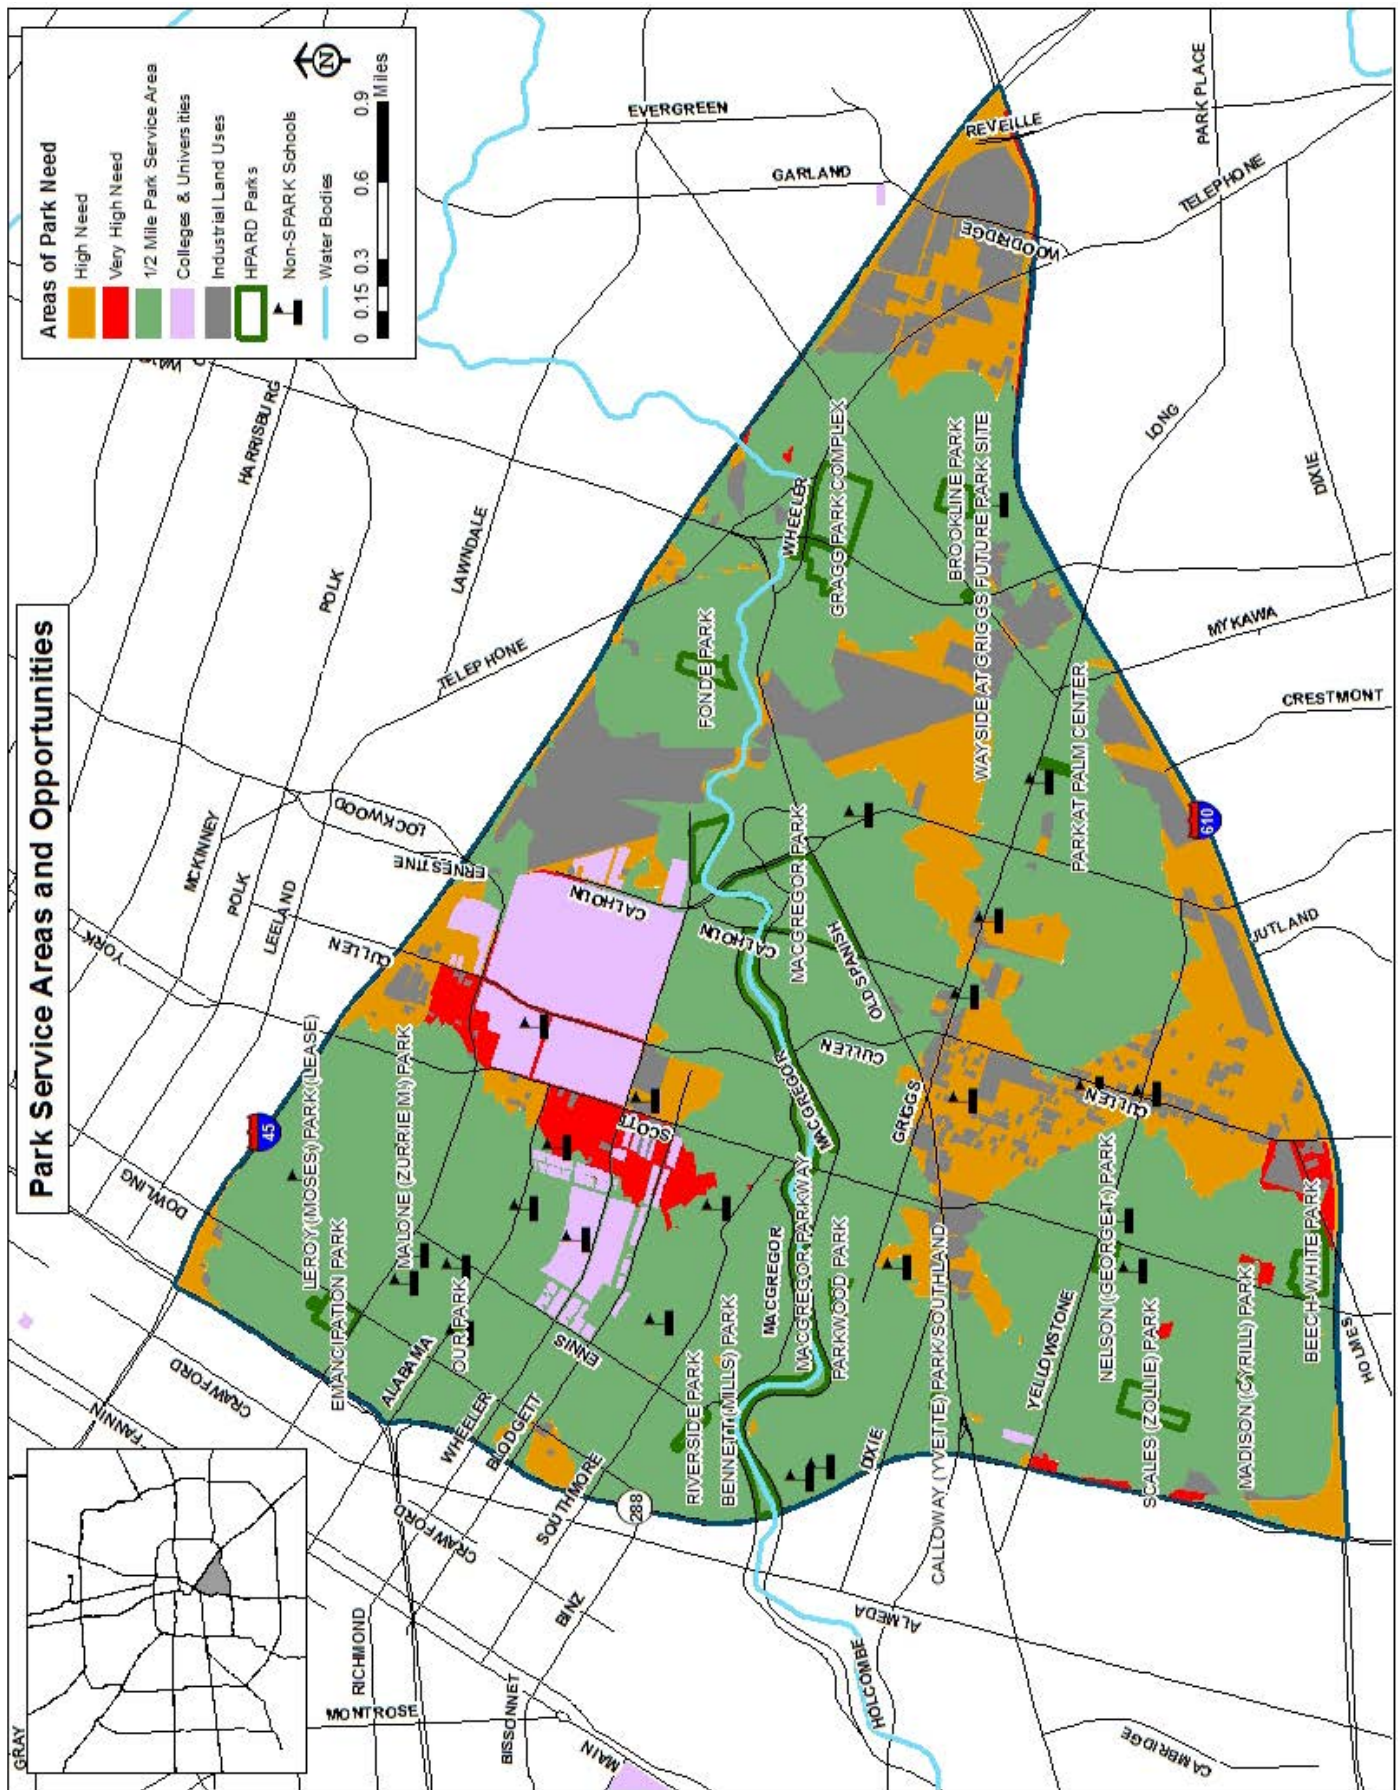 Park Service Areas and Opportunities
Areas of Park Need
High Need
Very High Need
1/2 Mile Park Service Area
Colleges & Universities
Industrial Land Uses
HPARD Parks
Non-SPARK Schools
Water Bodies
0 0.15 0.3 0.6 0.9
Miles
N
GRAY
FANNIN
CRAWFORD
DOWLING
45
YORK
MCKINNEY
POLK
LEELAND
CULLEN
LOCKWOOD
ERNESTINE
POLK
HARRISBURG
LAWNDALE
TELEPHONE
EVERGREEN
GARLAND
REVEILLE
WOODRIDGE
PARK PLACE
TELEPHONE
LONG
DIXIE
MYKAWA
CRESTMONT
610
JUTLAND
HOLMES
LEROY (MOSES) PARK (LEASE)
EMANCIPATION PARK
MALONE (ZURRIE M.) PARK
OUR PARK
ALABAMA
WHEELER
BLODGETT
ENNIS
SOUTHMORE
288
CRAWFORD
BINZ
RICHMOND
MONTROSE
BISSONNET
MAIN
HOLCOMBE
ALMEDA
CAMBRIDGE
SCOTT
CALHOUN
CALHOUN
FONDE PARK
WHEELER
GRAGG PARK COMPLEX
BROOKLINE PARK
WAYSIDE AT GRIGGS FUTURE PARK SITE
PARK AT PALM CENTER
MACGREGOR PARK
OLD SPANISH
CULLEN
MACGREGOR
MACGREGOR
MACGREGOR
MACGREGOR PARKWAY
PARKWOOD PARK
RIVERSIDE PARK
BENNETT (MILLS) PARK
GRIGGS
CULLEN
DIXIE
CALLOWAY (YVETTE) PARK/SOUTHLAND
YELLOWSTONE
NELSON (GEORGE T.) PARK
SCALES (ZOLLIE) PARK
MADISON (CYRILL) PARK
BEECH-WHITE PARK